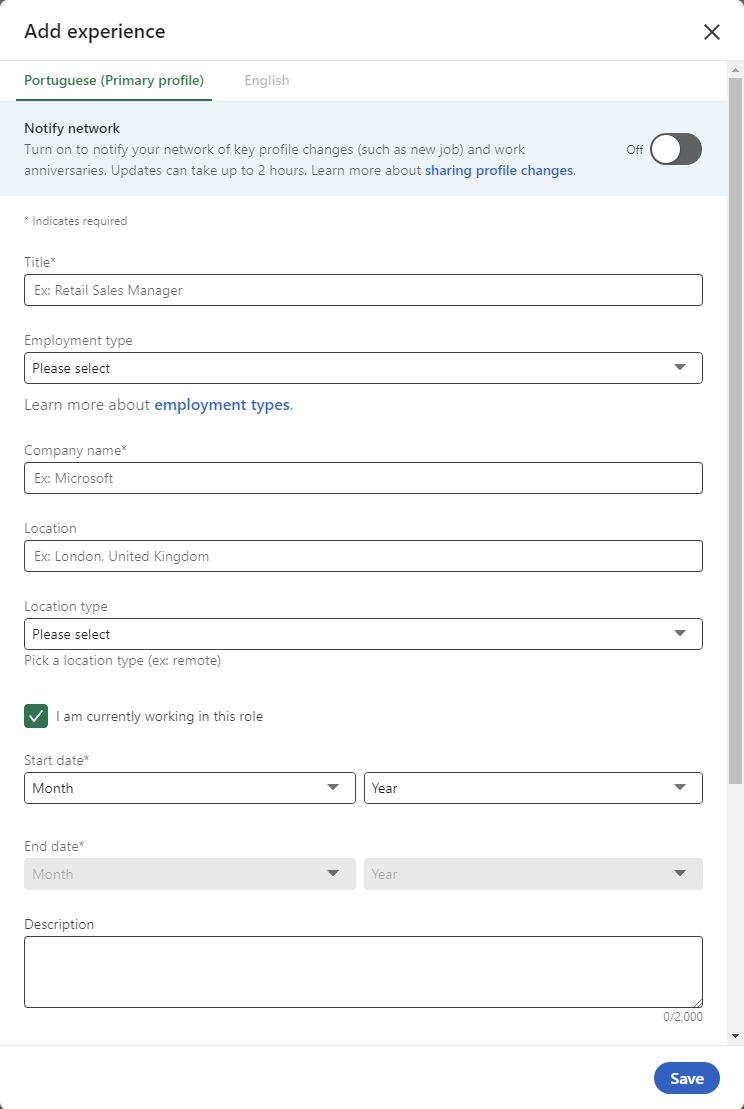 Add experience
Portuguese (Primary profile)
English
Notify network
Turn on to notify your network of key profile changes (such as new job) and work
anniversaries. Updates can take up to 2 hours. Learn more about sharing profile changes.
Off
* Indicates required
Title*
Ex: Retail Sales Manager
Employment type
Please select
Learn more about employment types.
Company name*
Ex: Microsoft
Location
Ex: London, United Kingdom
Location type
Please select
Pick a location type (ex: remote)
I am currently working in this role
Start date*
Month
Year
End date*
Month
Year
Description
0/2,000
Save